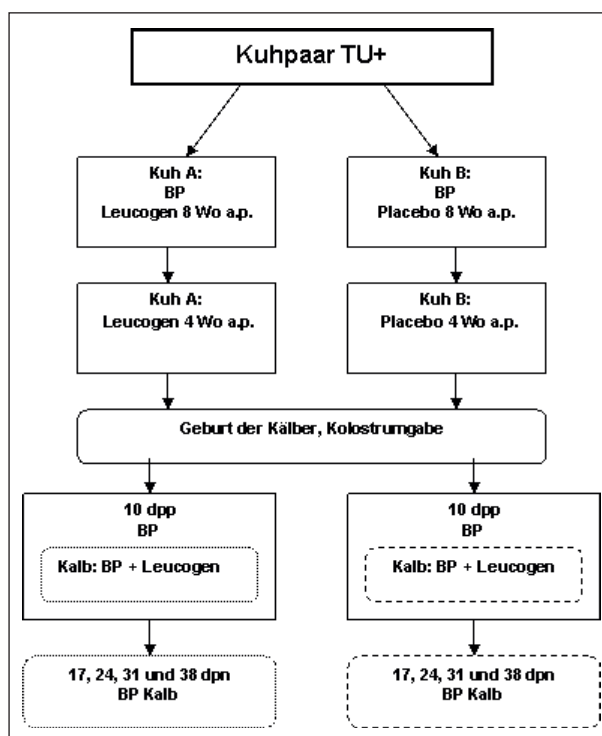 Kuhpaar TU+
Kuh A:
BP
Leucogen 8 Wo a.p.
Kuh B:
BP
Placebo 8 Wo a.p.
Kuh A:
Leucogen 4 Wo a.p.
Kuh B:
Placebo 4 Wo a.p.
Geburt der Kälber, Kolostrumgabe
10 dpp
BP
Kalb: BP + Leucogen
10 dpp
BP
Kalb: BP + Leucogen
17, 24, 31 und 38 dpn
BP Kalb
17, 24, 31 und 38 dpn
BP Kalb